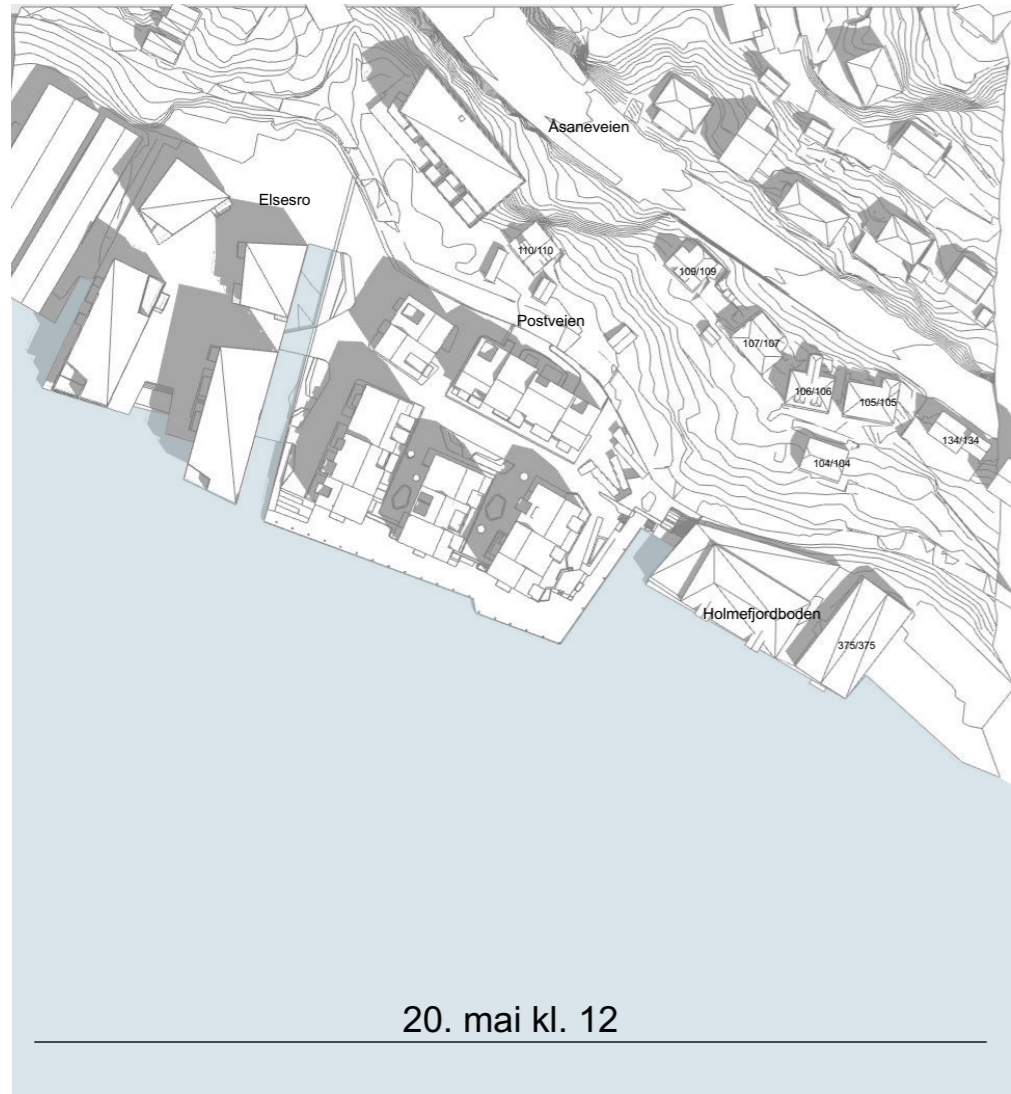 Åsaneveien
Elsesro
110/110
109/109
Postveien
107/107
106/106
105/105
134/134
104/104
Holmefjordboden
375/375
20. mai kl. 12